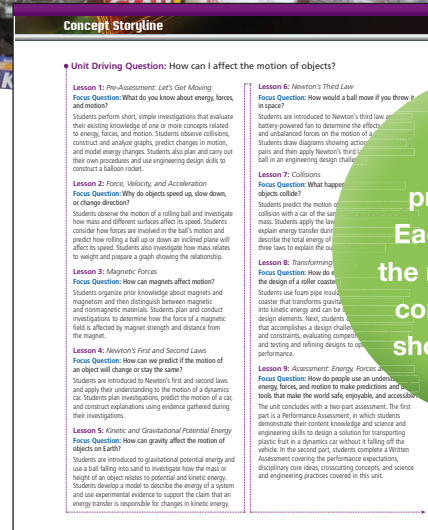 Concept Storyline
Unit Driving Question: How can I affect the motion of objects?
Lesson 1: Pre-Assessment: Let's Get Moving
Focus Question: What do you know about energy, forces,
and motion?
Students perform short, simple investigations that evaluate
their existing knowledge of one or more concepts related
to energy, forces, and motion. Students observe collisions,
construct and analyze graphs, predict changes in motion,
and model energy changes. Students also plan and carry out
their own procedures and use engineering design skills to
construct a balloon rocket.
Lesson 2: Force, Velocity, and Acceleration
Focus Question: Why do objects speed up, slow down,
or change direction?
Students observe the motion of a rolling ball and investigate
how mass and different surfaces affect its speed. Students
consider how forces are involved in the ball's motion and
predict how rolling a ball up or down an inclined plane will
affect its speed. Students also investigate how mass relates
to weight and prepare a graph showing the relationship.
Lesson 3: Magnetic Forces
Focus Question: How can magnets affect motion?
Students organize prior knowledge about magnets and
magnetism and then distinguish between magnetic
and nonmagnetic materials. Students plan and conduct
investigations to determine how the force of a magnetic
field is affected by magnet strength and distance from
the magnet.
Lesson 4: Newton's First and Second Laws
Focus Question: How can we predict if the motion of
an object will change or stay the same?
Students are introduced to Newton's first and second laws
and apply their understanding to the motion of a dynamics
car. Students plan investigations, predict the motion of a car,
and construct explanations using evidence gathered during
their investigations.
Lesson 5: Kinetic and Gravitational Potential Energy
Focus Question: How can gravity affect the motion of
objects on Earth?
Students are introduced to gravitational potential energy and
use a ball falling into sand to investigate how the mass or
height of an object relates to potential and kinetic energy.
Students develop a model to describe the energy of a system
and use experimental evidence to support the claim that an
energy transfer is responsible for changes in kinetic energy.
Lesson 6: Newton's Third Law
Focus Question: How would a ball move if you threw it
in space?
Students are introduced to Newton's third law a
battery-powered fan to determine the effects
and unbalanced forces on the motion of a
Students draw diagrams showing action
pairs and then apply Newton's third la
ball in an engineering design challe
Lesson 7: Collisions
Focus Question: What happen
objects collide?
Students predict the motion o
collision with a car of the sam
mass. Students apply the law
explain energy transfer durin
describe the total energy of
three laws to explain the ou
Lesson 8: Transforming
Focus Question: How do e
the design of a roller coaste
Students use foam pipe insula
coaster that transforms gravita
into kinetic energy and can be
design elements. Next, students
that accomplishes a design challen
and constraints, evaluating compet
and testing and refining designs to op
performance.
Lesson 9: Assessment: Energy, Forces a
Focus Question: How do people use an understan
energy, forces, and motion to make predictions and
tools that make the world safe, enjoyable, and accessible?
The unit concludes with a two-part assessment. The first
part is a Performance Assessment, in which students
demonstrate their content knowledge and science and
engineering skills to design a solution for transporting
plastic fruit in a dynamics car without it falling off the
vehicle. In the second part, students complete a Written
Assessment covering the performance expectations,
disciplinary core ideas, crosscutting concepts, and science
and engineering practices covered in this unit.
pr
Eac
the
co
sho